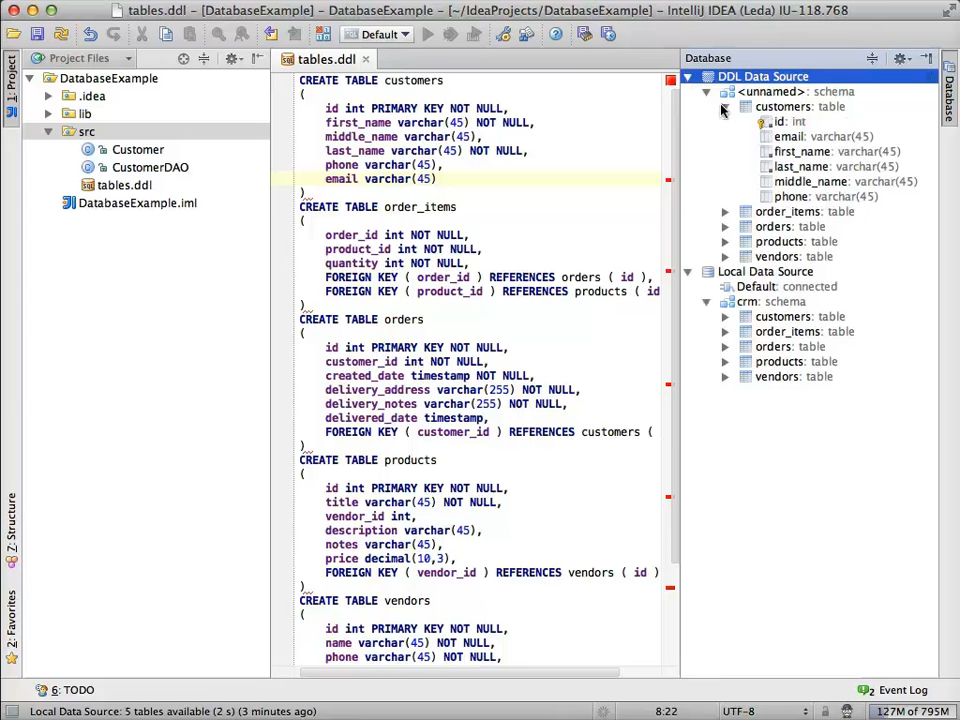 tables.ddl - [DatabaseExample] - [~/IdeaProjects/DatabaseExample] - IntelliJ IDEA (Leda) IU-118.768
Default
1: Project
Project Files
DatabaseExample
.idea
lib
src
Customer
CustomerDAO
tables.ddl
DatabaseExample.iml
7: Structure
2: Favorites
tables.ddl
CREATE TABLE customers
(
id int PRIMARY KEY NOT NULL,
first_name varchar(45) NOT NULL,
middle_name varchar(45),
last_name varchar(45) NOT NULL,
phone varchar(45),
email varchar(45)
)
CREATE TABLE order_items
(
order_id int NOT NULL,
product_id int NOT NULL,
quantity int NOT NULL,
FOREIGN KEY ( order_id ) REFERENCES orders ( id ),
FOREIGN KEY ( product_id ) REFERENCES products ( id
)
CREATE TABLE orders
(
id int PRIMARY KEY NOT NULL,
customer_id int NOT NULL,
created_date timestamp NOT NULL,
delivery_address varchar(255) NOT NULL,
delivery_notes varchar(255) NOT NULL,
delivered_date timestamp,
FOREIGN KEY ( customer_id ) REFERENCES customers (
)
CREATE TABLE products
(
id int PRIMARY KEY NOT NULL,
title varchar(45) NOT NULL,
vendor_id int,
description varchar(45),
notes varchar(45),
price decimal(10,3),
FOREIGN KEY ( vendor_id ) REFERENCES vendors ( id )
)
CREATE TABLE vendors
(
id int PRIMARY KEY NOT NULL,
name varchar(45) NOT NULL,
phone varchar(45) NOT NULL,
Database
DDL Data Source
<unnamed>: schema
customers: table
id: int
email: varchar(45)
first_name: varchar(45)
last_name: varchar(45)
middle_name: varchar(45)
phone: varchar(45)
order_items: table
orders: table
products: table
vendors: table
Local Data Source
Default: connected
crm: schema
customers: table
order_items: table
orders: table
products: table
vendors: table
Database
6: TODO
2 Event Log
Local Data Source: 5 tables available (2 s) (3 minutes ago)
8:22
UTF-8
127M of 795M